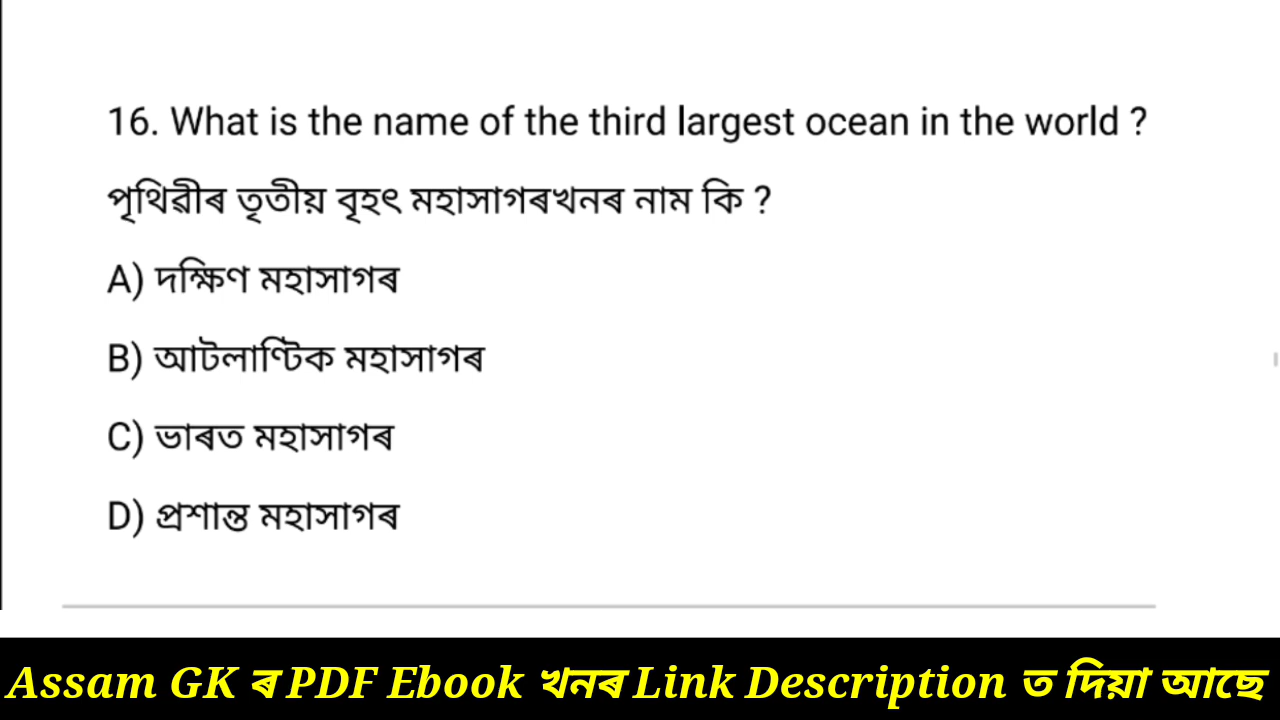 16. What is the name of the third largest ocean in the world ?
পৃথিৱীৰ তৃতীয় বৃহৎ মহাসাগৰখনৰ নাম কি ?
A) দক্ষিণ মহাসাগৰ
B) আটলাণ্টিক মহাসাগৰ
C) ভাৰত মহাসাগৰ
D) প্ৰশান্ত মহাসাগৰ
Assam GK ৰ PDF Ebook খনৰ Link Description ত দিয়া আছে